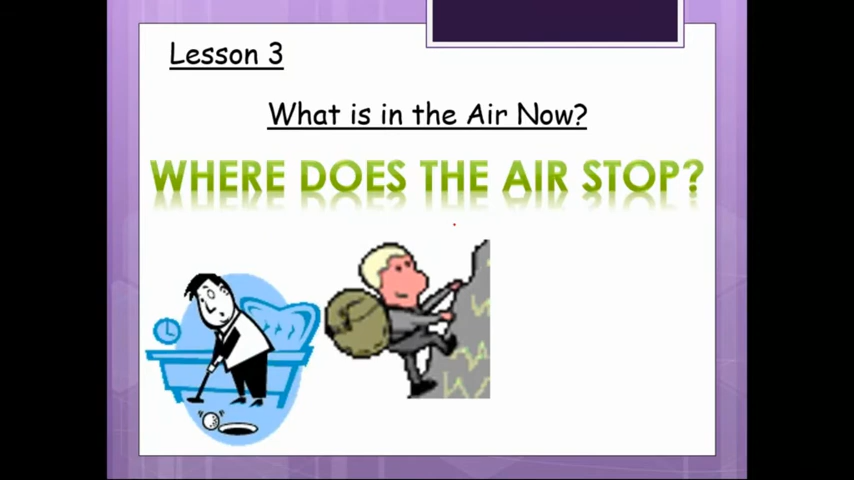 Lesson 3
What is in the Air Now?
WHERE DOES THE AIR STOP?